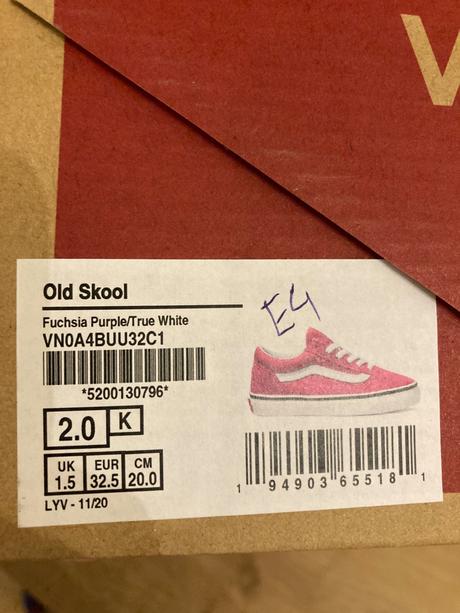 V
Old Skool
E4
Fuchsia Purple/True White
VN0A4BUU32C1
*5200130796*
2.0 K
UK EUR CM
1.5 32.5 20.0
LYV - 11/20
1 94903 65518 1